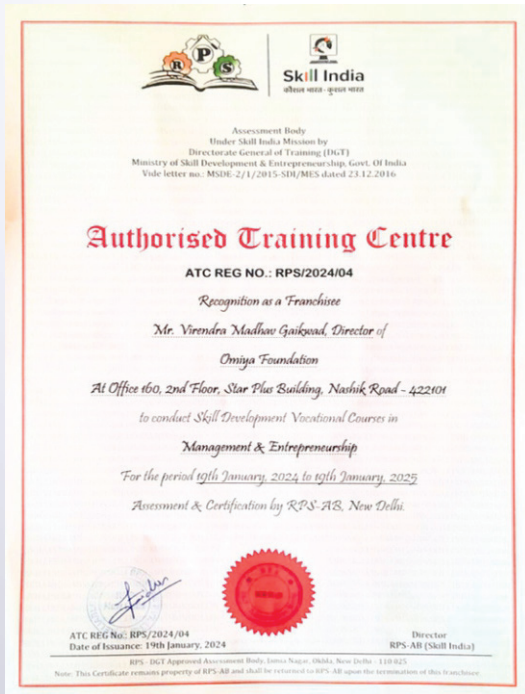 R P S
Skill India
कौशल भारत - कुशल भारत
Assessment Body
Under Skill India Mission by
Directorate General of Training (DGT)
Ministry of Skill Development & Entrepreneurship, Govt. Of India
Vide letter no.: MSDE-2/1/2015-SDI/MES dated 23.12.2016
Authorised Training Centre
ATC REG NO.: RPS/2024/04
Recognition as a Franchisee
Mr. Virendra Madhav Gaikwad, Director of
Omiya Foundation
At Office 160, 2nd Floor, Star Plus Building, Nashik Road - 422101
to conduct Skill Development Vocational Courses in
Management & Entrepreneurship
For the period 19th January, 2024 to 19th January, 2025
Assessment & Certification by RPS-AB, New Delhi.
ATC REG No.: RPS/2024/04
Date of Issuance: 19th January, 2024
Director
RPS-AB (Skill India)
RPS - DGT Approved Assessment Body, Jamia Nagar, Okhla, New Delhi - 110 025
Note: This Certificate remains property of RPS-AB and shall be returned to RPS-AB upon the termination of this franchisee.